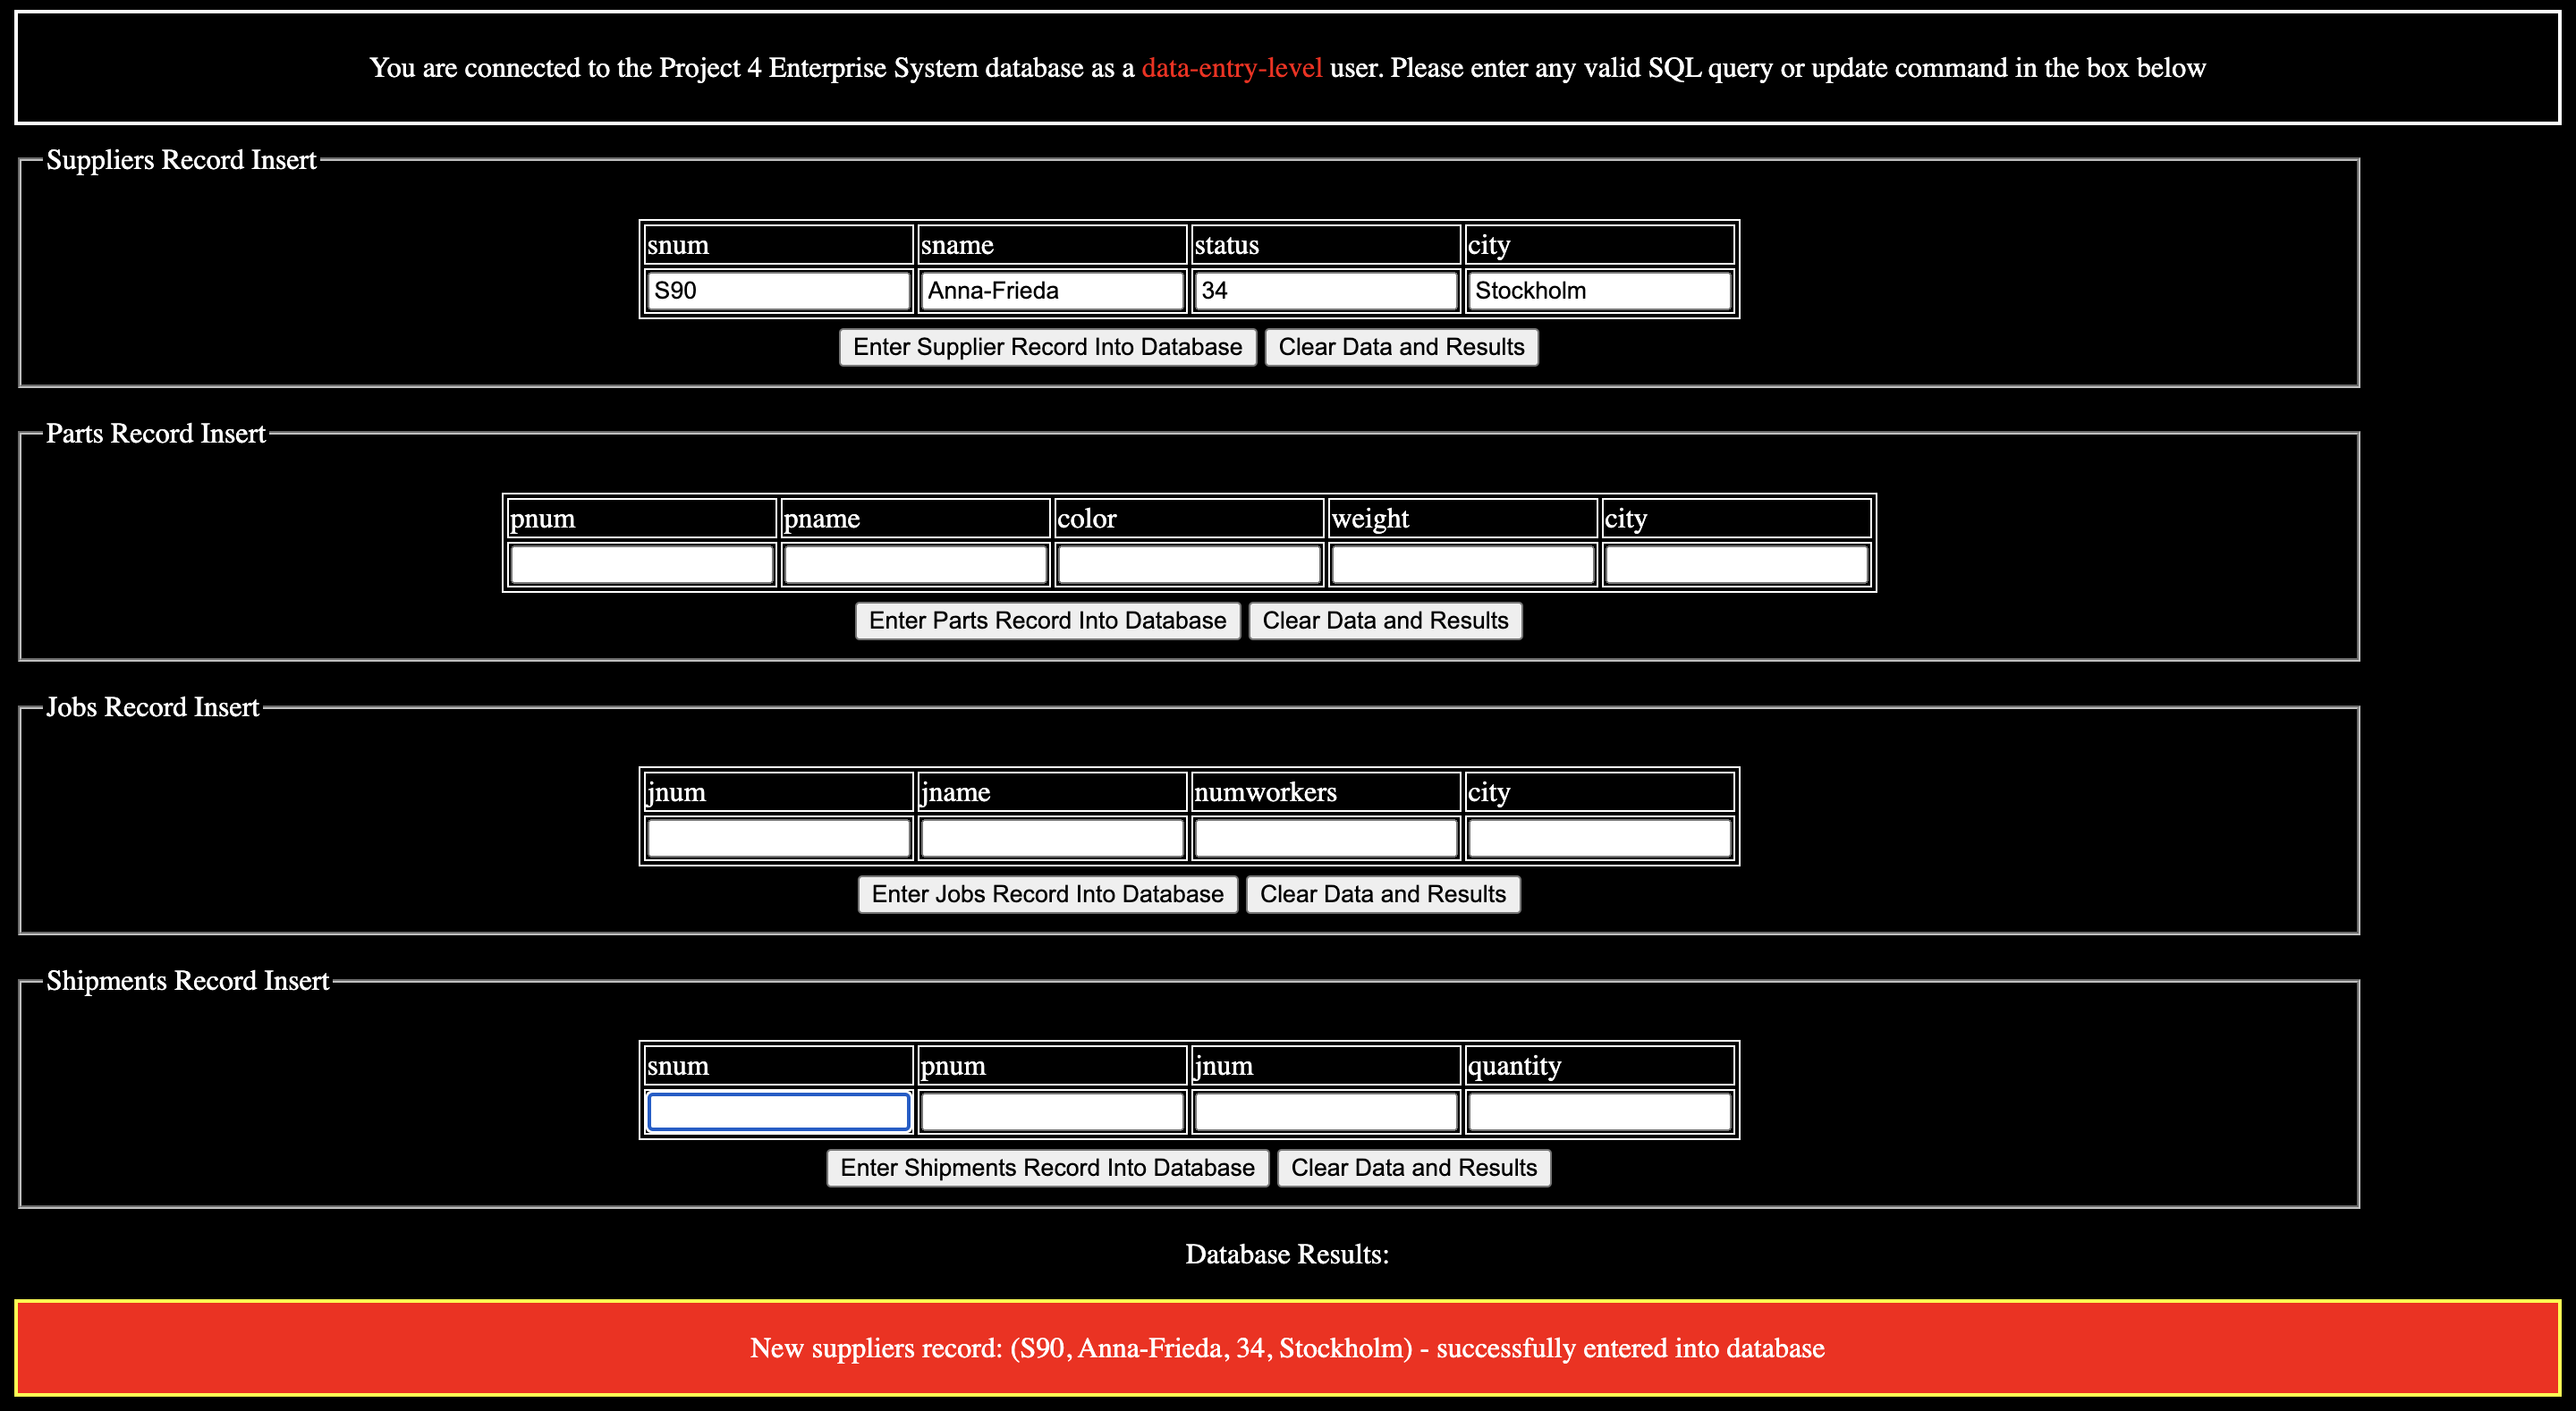 You are connected to the Project 4 Enterprise System database as a data-entry-level user. Please enter any valid SQL query or update command in the box below
Suppliers Record Insert
snum sname status city
S90 Anna-Frieda 34 Stockholm
Enter Supplier Record Into Database Clear Data and Results
Parts Record Insert
pnum pname color weight city
Enter Parts Record Into Database Clear Data and Results
Jobs Record Insert
jnum jname numworkers city
Enter Jobs Record Into Database Clear Data and Results
Shipments Record Insert
snum pnum jnum quantity
Enter Shipments Record Into Database Clear Data and Results
Database Results:
New suppliers record: (S90, Anna-Frieda, 34, Stockholm) - successfully entered into database